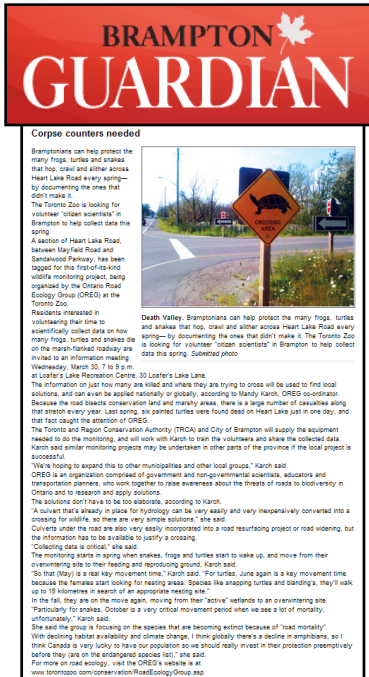 BRAMPTON
GUARDIAN
Corpse counters needed
Bramptonians can help protect the
many frogs, turtles and snakes
that hop, crawl and slither across
Heart Lake Road every spring—
by documenting the ones that
didn't make it.
The Toronto Zoo is looking for
volunteer "citizen scientists" in
Brampton to help collect data this
spring.
A section of Heart Lake Road,
between Mayfield Road and
Sandalwood Parkway, has been
tagged for this first-of-its-kind
wildlife monitoring project, being
organized by the Ontario Road
Ecology Group (OREG) at the
Toronto Zoo.
Residents interested in
volunteering their time to
scientifically collect data on how
many frogs, turtles and snakes die
on the marsh-flanked roadway are
invited to an information meeting
Wednesday, March 30, 7 to 9 p.m.
CROSSING
AREA
Death Valley. Bramptonians can help protect the many frogs, turtles
and snakes that hop, crawl and slither across Heart Lake Road every
spring— by documenting the ones that didn't make it. The Toronto Zoo
is looking for volunteer "citizen scientists" in Brampton to help collect
data this spring. Submitted photo
at Loafer's Lake Recreation Centre, 30 Loafer's Lake Lane.
The information on just how many are killed and where they are trying to cross will be used to find local
solutions, and can even be applied nationally or globally, according to Mandy Karch, OREG co-ordinator.
Because the road bisects conservation land and marshy areas, there is a large number of casualties along
that stretch every year. Last spring, six painted turtles were found dead on Heart Lake just in one day, and
that fact caught the attention of OREG.
The Toronto and Region Conservation Authority (TRCA) and City of Brampton will supply the equipment
needed to do the monitoring, and will work with Karch to train the volunteers and share the collected data.
Karch said similar monitoring projects may be undertaken in other parts of the province if the local project is
successful.
"We're hoping to expand this to other municipalities and other local groups," Karch said.
OREG is an organization comprised of government and non-governmental scientists, educators and
transportation planners, who work together to raise awareness about the threats of roads to biodiversity in
Ontario and to research and apply solutions.
The solutions don't have to be too elaborate, according to Karch.
"A culvert that's already in place for hydrology can be very easily and very inexpensively converted into a
crossing for wildlife, so there are very simple solutions," she said.
Culverts under the road are also very easily incorporated into a road resurfacing project or road widening, but
the information has to be available to justify a crossing.
"Collecting data is critical," she said.
The monitoring starts in spring when snakes, frogs and turtles start to wake up, and move from their
overwintering site to their feeding and reproducing ground, Karch said.
"So that (May) is a real key movement time," Karch said. "For turtles, June again is a key movement time
because the females start looking for nesting areas. Species like snapping turtles and blanding's, they'll walk
up to 16 kilometres in search of an appropriate nesting site."
In the fall, they are on the move again, moving from their "active" wetlands to an overwintering site.
"Particularly for snakes, October is a very critical movement period when we see a lot of mortality,
unfortunately," Karch said.
She said the group is focusing on the species that are becoming extinct because of "road mortality".
With declining habitat availability and climate change, I think globally there's a decline in amphibians, so I
think Canada is very lucky to have our population so we should really invest in their protection preemptively
before they (are on the endangered species list)," she said.
For more on road ecology, visit the OREG's website is at
www.torontozoo.com/conservation/RoadEcologyGroup.asp.